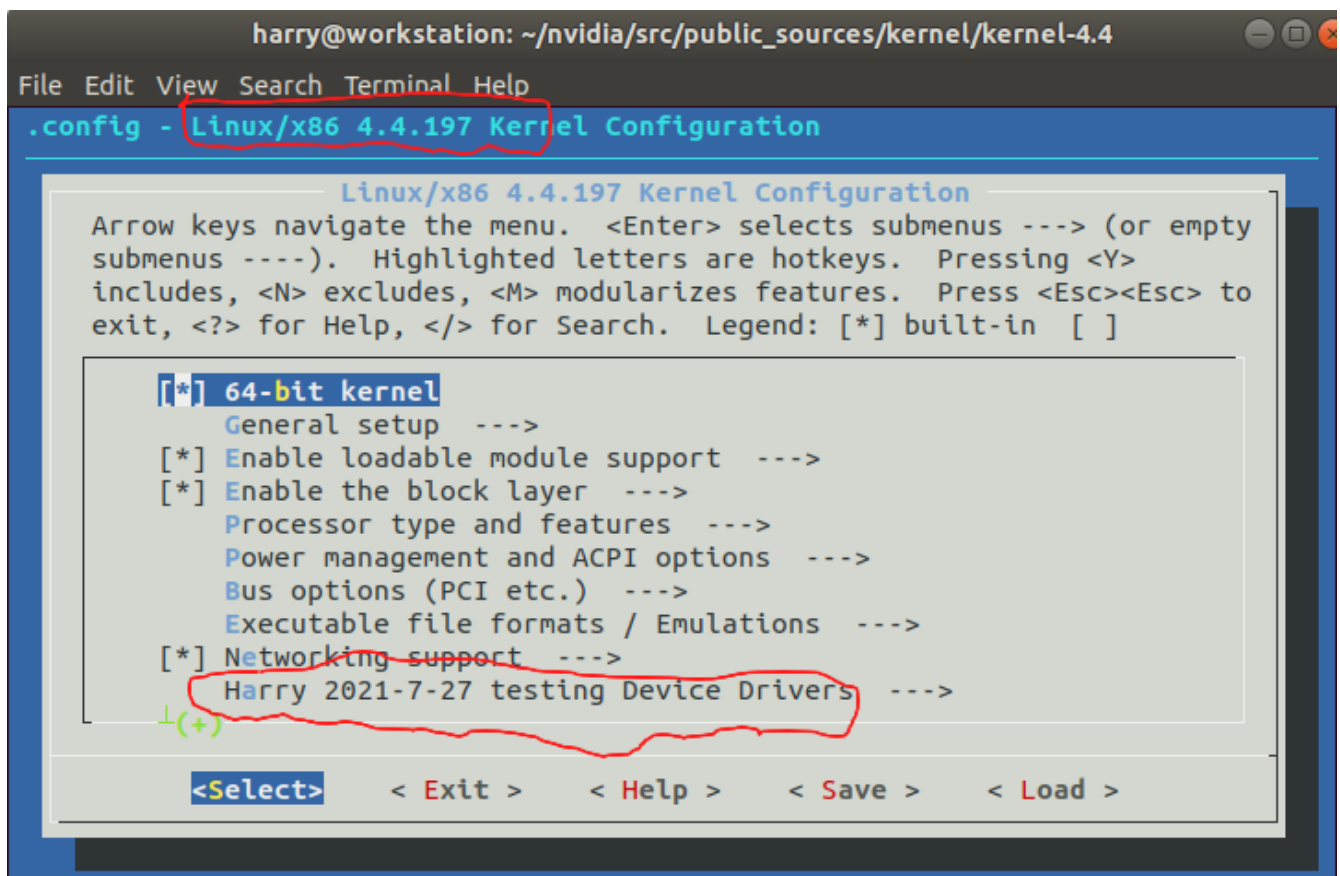 harry@workstation: ~/nvidia/src/public_sources/kernel/kernel-4.4
File Edit View Search Terminal Help
.config - Linux/x86 4.4.197 Kernel Configuration
Linux/x86 4.4.197 Kernel Configuration
Arrow keys navigate the menu. <Enter> selects submenus ---> (or empty
submenus ----). Highlighted letters are hotkeys. Pressing <Y>
includes, <N> excludes, <M> modularizes features. Press <Esc><Esc> to
exit, <?> for Help, </> for Search. Legend: [*] built-in [ ]
[*] 64-bit kernel
General setup --->
[*] Enable loadable module support --->
[*] Enable the block layer --->
Processor type and features --->
Power management and ACPI options --->
Bus options (PCI etc.) --->
Executable file formats / Emulations --->
[*] Networking support --->
Harry 2021-7-27 testing Device Drivers --->
┴(+)
<Select> < Exit > < Help > < Save > < Load >